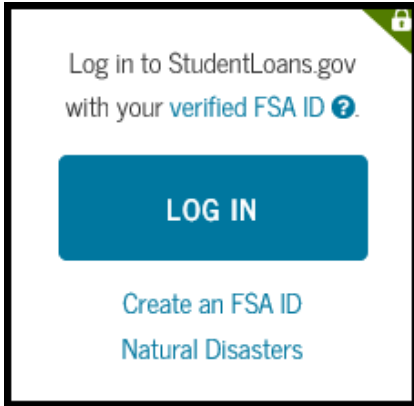 Log in to StudentLoans.gov
with your verified FSA ID ?.
LOG IN
Create an FSA ID
Natural Disasters